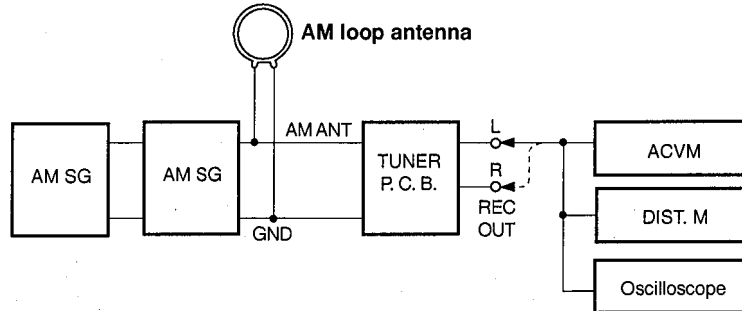 AM loop antenna
AM SG
AM SG
AM ANT
GND
TUNER
P. C. B.
L
R
REC
OUT
ACVM
DIST. M
Oscilloscope